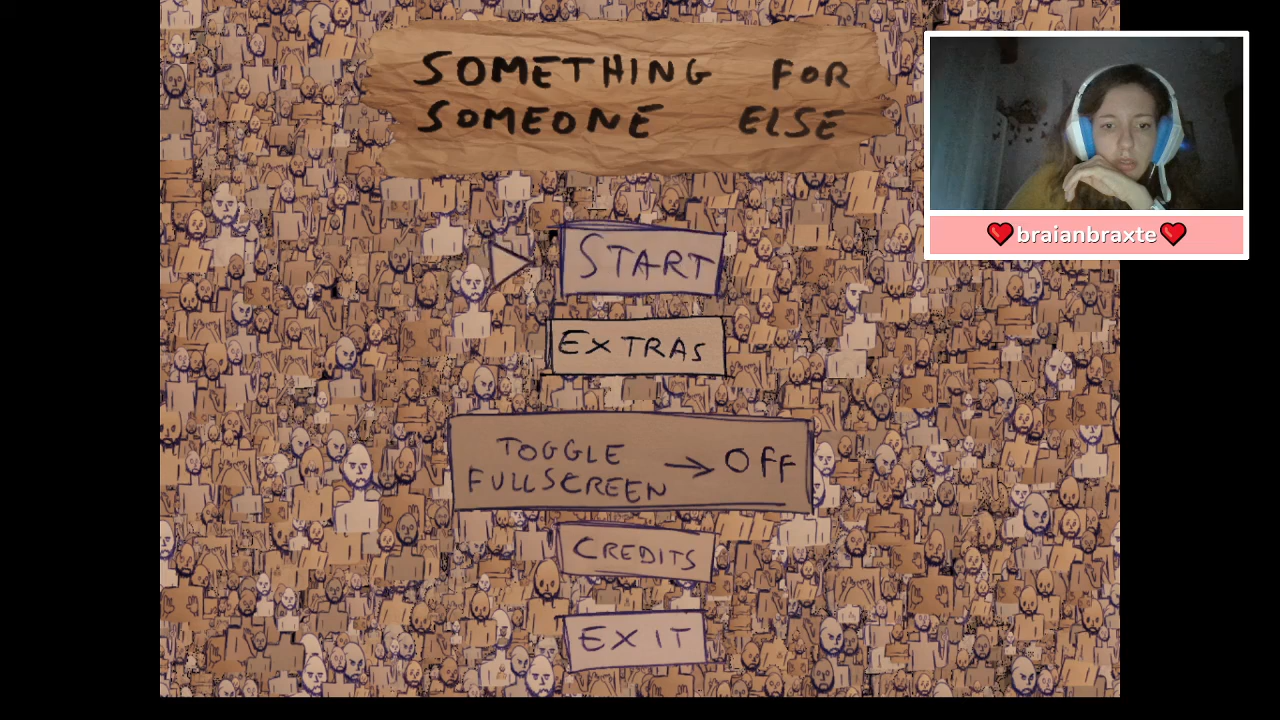 SOMETHING FOR
SOMEONE ELSE
braianbraxte
START
EXTRAS
TOGGLE
FULLSCREEN → OFF
CREDITS
EXIT